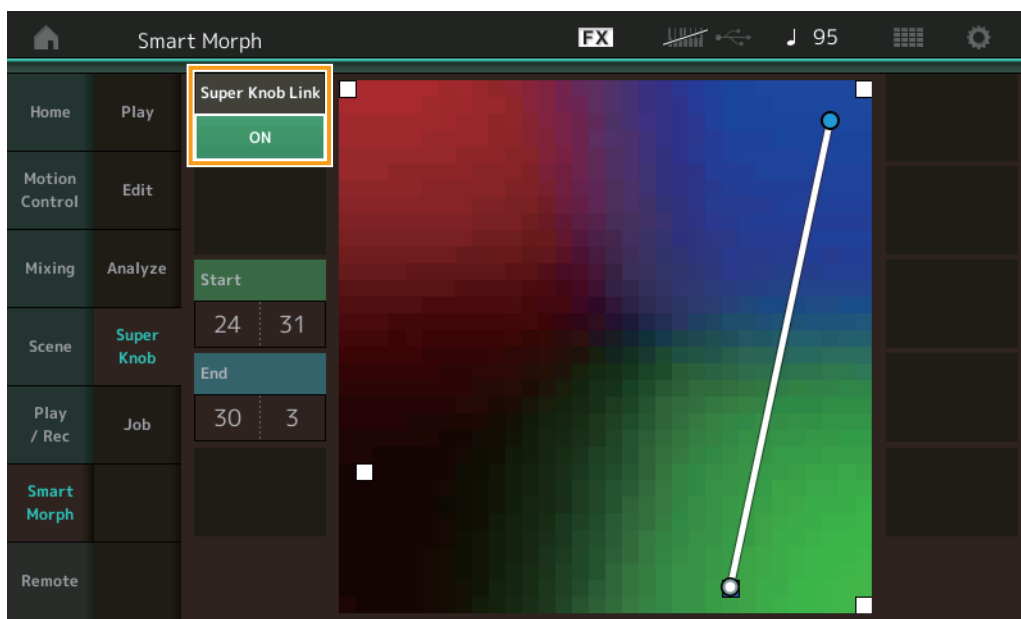 Smart Morph
FX
95
Home
Play
Super Knob Link
ON
Motion
Control
Edit
Mixing
Analyze
Start
24 31
Scene
Super
Knob
End
30 3
Play
/ Rec
Job
Smart
Morph
Remote